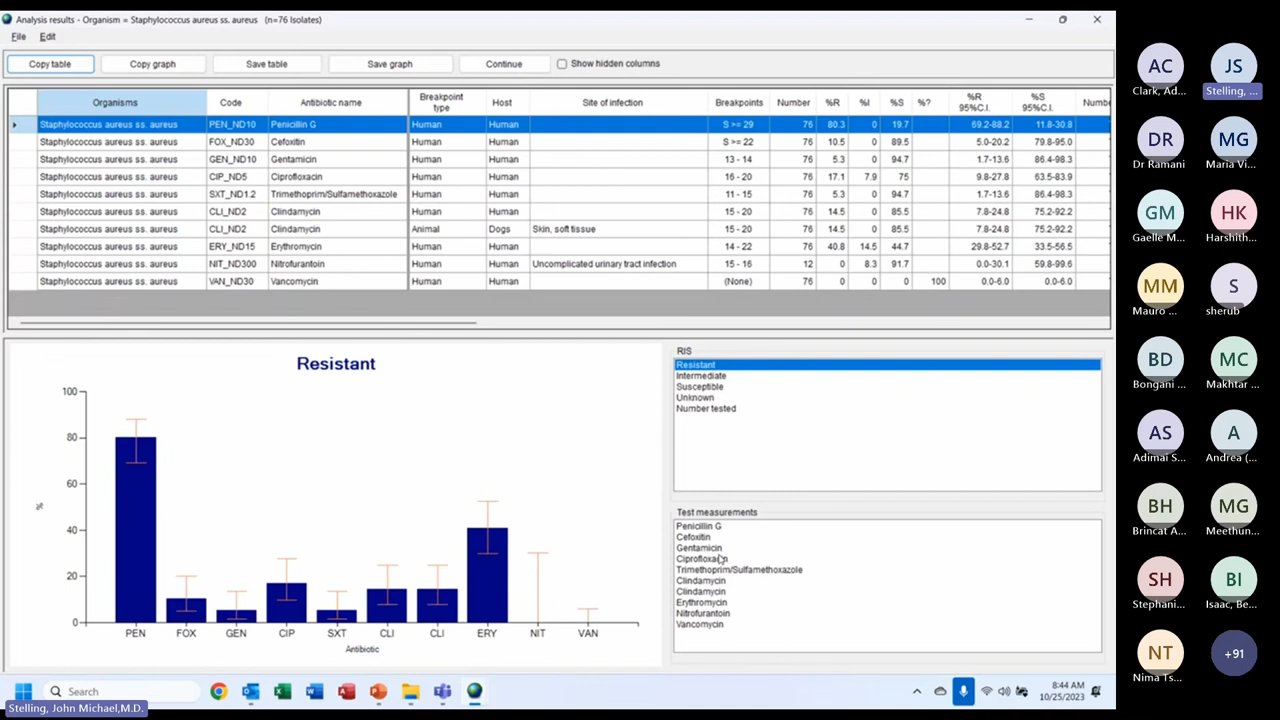 Analysis results - Organism = Staphylococcus aureus ss. aureus (n=76 Isolates)
File Edit
Copy table Copy graph Save table Save graph Continue Show hidden columns
Organisms Code Antibiotic name Breakpoint type Host Site of infection Breakpoints Number %R %I %S %? %R 95%C.I. %S 95%C.I. Numbe
Staphylococcus aureus ss. aureus PEN_ND10 Penicillin G Human Human S >= 29 76 80.3 0 19.7 69.2-88.2 11.8-30.8
Staphylococcus aureus ss. aureus FOX_ND30 Cefoxitin Human Human S >= 22 76 10.5 0 89.5 5.0-20.2 79.8-95.0
Staphylococcus aureus ss. aureus GEN_ND10 Gentamicin Human Human 13 - 14 76 5.3 0 94.7 1.7-13.6 86.4-98.3
Staphylococcus aureus ss. aureus CIP_ND5 Ciprofloxacin Human Human 16 - 20 76 17.1 7.9 75 9.8-27.8 63.5-83.9
Staphylococcus aureus ss. aureus SXT_ND1.2 Trimethoprim/Sulfamethoxazole Human Human 11 - 15 76 5.3 0 94.7 1.7-13.6 86.4-98.3
Staphylococcus aureus ss. aureus CLI_ND2 Clindamycin Human Human 15 - 20 76 14.5 0 85.5 7.8-24.8 75.2-92.2
Staphylococcus aureus ss. aureus CLI_ND2 Clindamycin Animal Dogs Skin, soft tissue 15 - 20 76 14.5 0 85.5 7.8-24.8 75.2-92.2
Staphylococcus aureus ss. aureus ERY_ND15 Erythromycin Human Human 14 - 22 76 40.8 14.5 44.7 29.8-52.7 33.5-56.5
Staphylococcus aureus ss. aureus NIT_ND300 Nitrofurantoin Human Human Uncomplicated urinary tract infection 15 - 16 12 0 8.3 91.7 0.0-30.1 59.8-99.6
Staphylococcus aureus ss. aureus VAN_ND30 Vancomycin Human Human (None) 76 0 0 0 100 0.0-6.0 0.0-6.0
Resistant
%
100
80
60
40
20
0
PEN FOX GEN CIP SXT CLI CLI ERY NIT VAN
Antibiotic
RIS
Resistant
Intermediate
Susceptible
Unknown
Number tested
Test measurements
Penicillin G
Cefoxitin
Gentamicin
Ciprofloxacin
Trimethoprim/Sulfamethoxazole
Clindamycin
Clindamycin
Erythromycin
Nitrofurantoin
Vancomycin
Search
8:44 AM
10/25/2023
Stelling, John Michael,M.D.
AC JS
Clark, Ad... Stelling, ...
DR MG
Dr Ramani Maria Vi...
GM HK
Gaelle M... Harshith...
MM S
Mauro ... sherub
BD MC
Bongani ... Makhtar ...
AS A
Adimai S... Andrea (...
BH MG
Brincat A... Meethun...
SH BI
Stephani... Isaac, Be...
NT +91
Nima Ts...